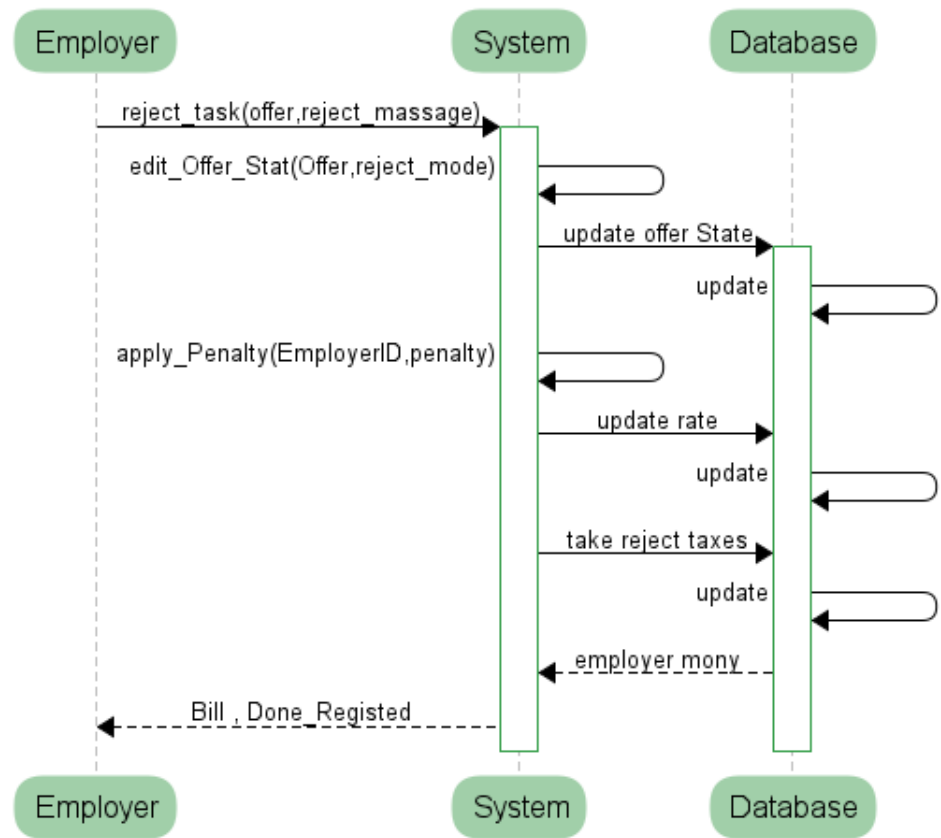 Employer
System
Database
reject_task(offer,reject_massage)
edit_Offer_Stat(Offer,reject_mode)
update offer State
update
apply_Penalty(EmployerID,penalty)
update rate
update
take reject taxes
update
employer mony
Bill , Done_Registed
Employer
System
Database